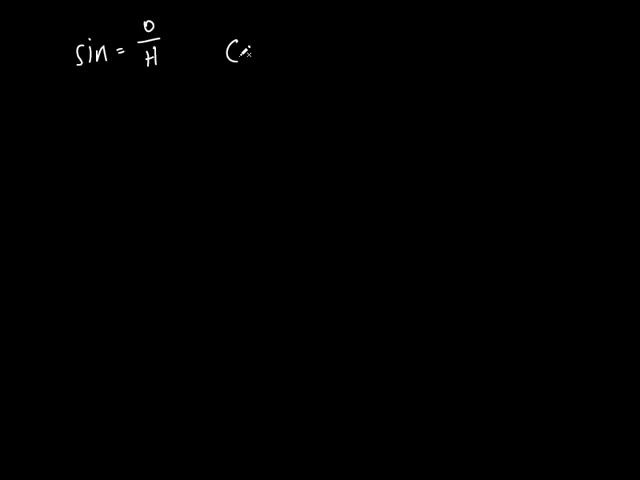 sin = O/H C